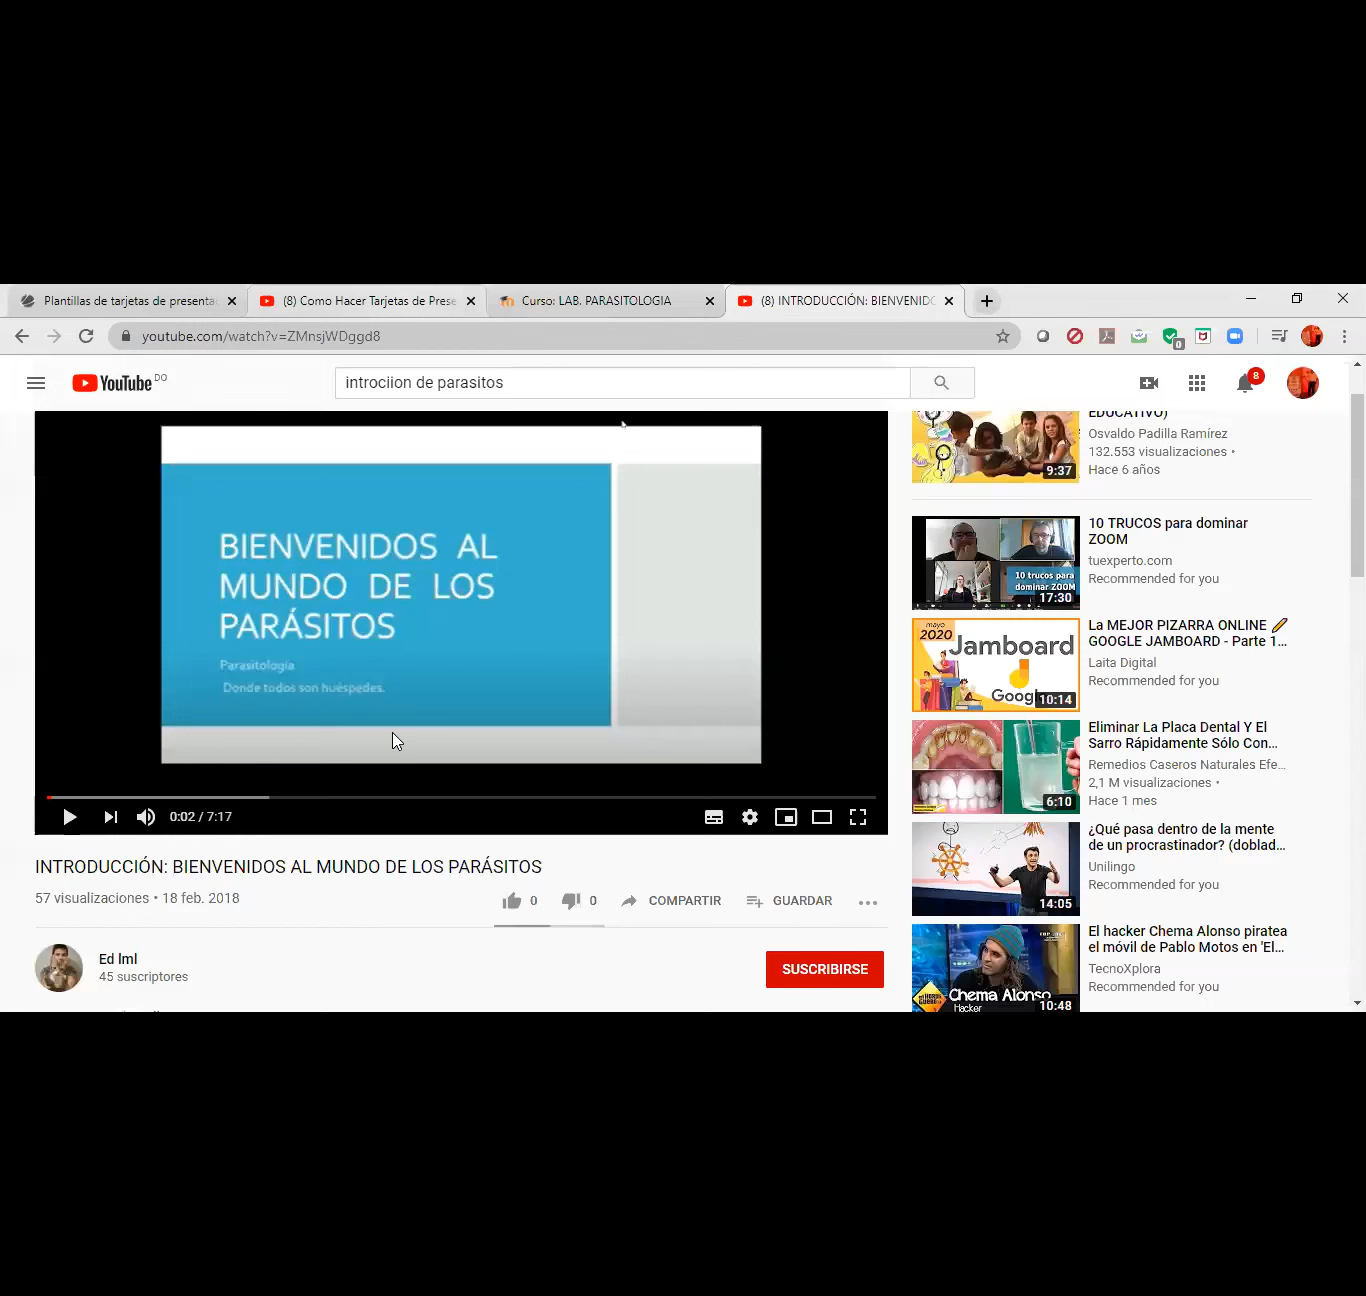 Plantillas de tarjetas de presenta
(8) Como Hacer Tarjetas de Prese
Curso: LAB. PARASITOLOGIA
(8) INTRODUCCIÓN: BIENVENIDO
youtube.com/watch?v=ZMnsjWDggd8
0
YouTube DO
introciion de parasitos
8
BIENVENIDOS AL
MUNDO DE LOS
PARÁSITOS
Parasitología
Donde todos son huéspedes.
0:02 / 7:17
INTRODUCCIÓN: BIENVENIDOS AL MUNDO DE LOS PARÁSITOS
57 visualizaciones • 18 feb. 2018
0
0
COMPARTIR
GUARDAR
Ed lml
45 suscriptores
SUSCRIBIRSE
EDUCATIVO)
Osvaldo Padilla Ramírez
132.553 visualizaciones •
Hace 6 años
9:37
10 trucos para
dominar ZOOM
17:30
10 TRUCOS para dominar
ZOOM
tuexperto.com
Recommended for you
mayo
2020
Jamboard
Goog
10:14
La MEJOR PIZARRA ONLINE
GOOGLE JAMBOARD - Parte 1...
Laita Digital
Recommended for you
6:10
Eliminar La Placa Dental Y El
Sarro Rápidamente Sólo Con...
Remedios Caseros Naturales Efe...
2,1 M visualizaciones •
Hace 1 mes
14:05
¿Qué pasa dentro de la mente
de un procrastinador? (doblad...
Unilingo
Recommended for you
Chema Alonso
Hacker
10:48
El hacker Chema Alonso piratea
el móvil de Pablo Motos en 'El...
TecnoXplora
Recommended for you